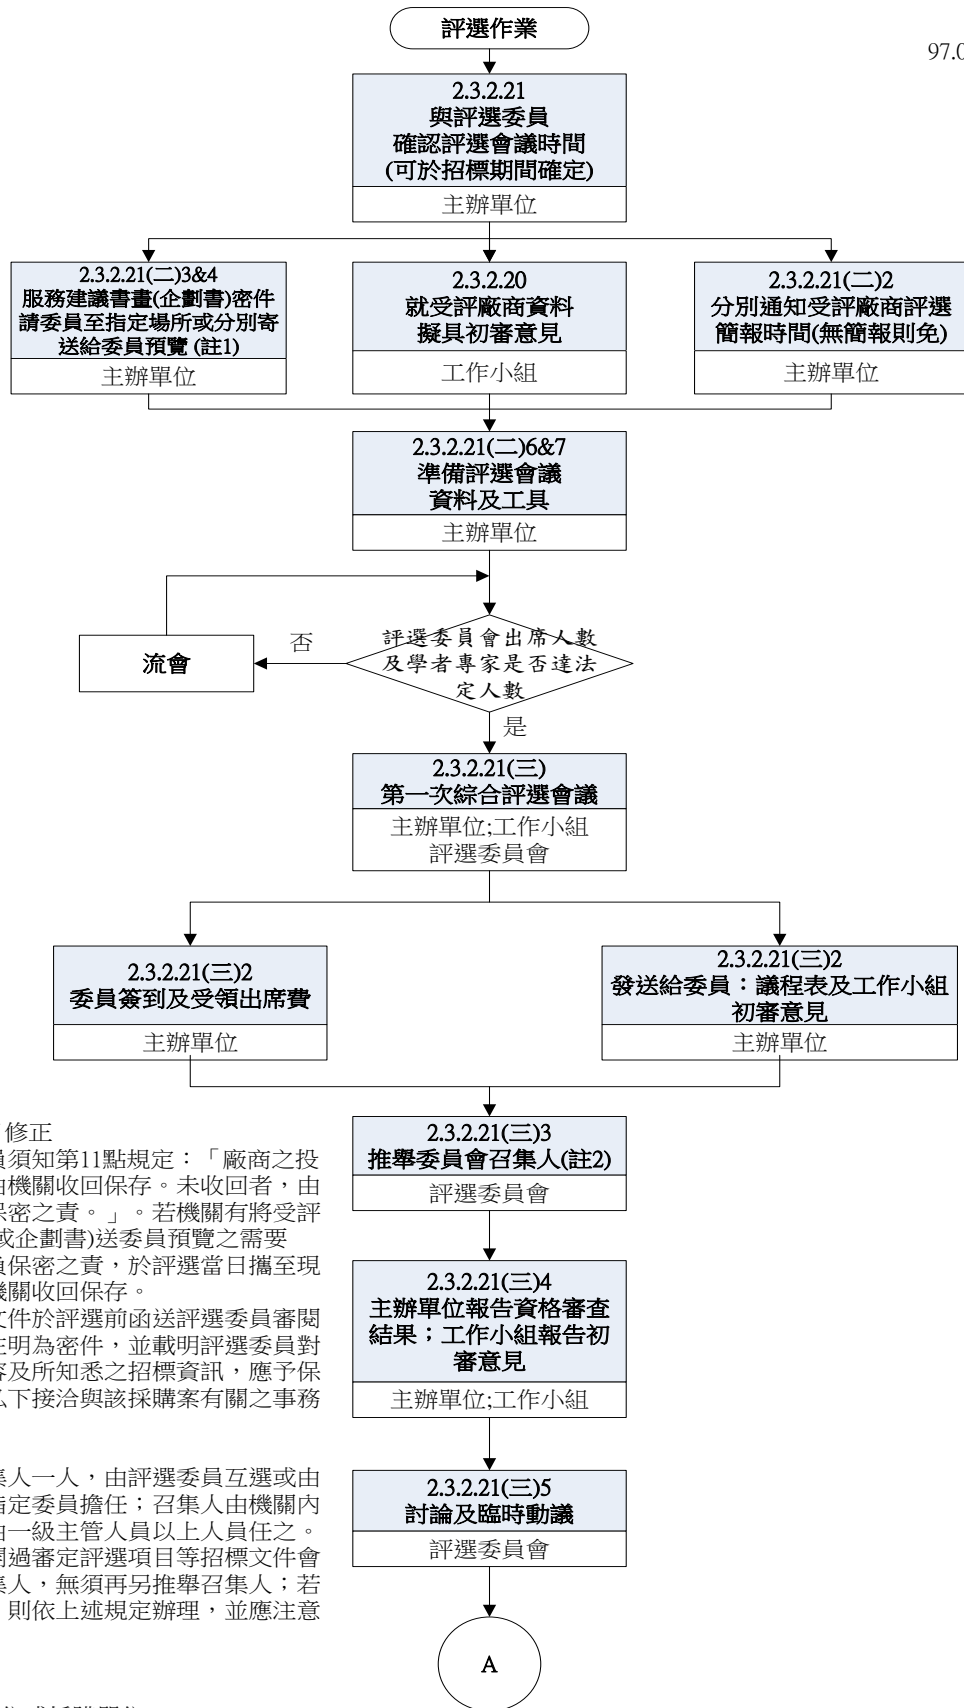 評選作業
97.0
2.3.2.21
與評選委員
確認評選會議時間
(可於招標期間確定)
主辦單位
2.3.2.21(二)3&4
服務建議書畫(企劃書)密件
請委員至指定場所或分別寄
送給委員預覽 (註1)
主辦單位
2.3.2.20
就受評廠商資料
擬具初審意見
工作小組
2.3.2.21(二)2
分別通知受評廠商評選
簡報時間(無簡報則免)
主辦單位
2.3.2.21(二)6&7
準備評選會議
資料及工具
主辦單位
評選委員會出席人數
及學者專家是否達法
定人數
否
流會
是
2.3.2.21(三)
第一次綜合評選會議
主辦單位;工作小組
評選委員會
2.3.2.21(三)2
委員簽到及受領出席費
主辦單位
2.3.2.21(三)2
發送給委員：議程表及工作小組
初審意見
主辦單位
2.3.2.21(三)3
推舉委員會召集人(註2)
評選委員會
2.3.2.21(三)4
主辦單位報告資格審查
結果；工作小組報告初
審意見
主辦單位;工作小組
2.3.2.21(三)5
討論及臨時動議
評選委員會
A
修正
員須知第11點規定：「廠商之投
由機關收回保存。未收回者，由
保密之責。」。若機關有將受評
或企劃書)送委員預覽之需要
負保密之責，於評選當日攜至現
機關收回保存。
文件於評選前函送評選委員審閱
註明為密件，並載明評選委員對
容及所知悉之招標資訊，應予保
私下接洽與該採購案有關之事務
集人一人，由評選委員互選或由
指定委員擔任；召集人由機關內
由一級主管人員以上人員任之。
開過審定評選項目等招標文件會
集人，無須再另推舉召集人；若
則依上述規定辦理，並應注意